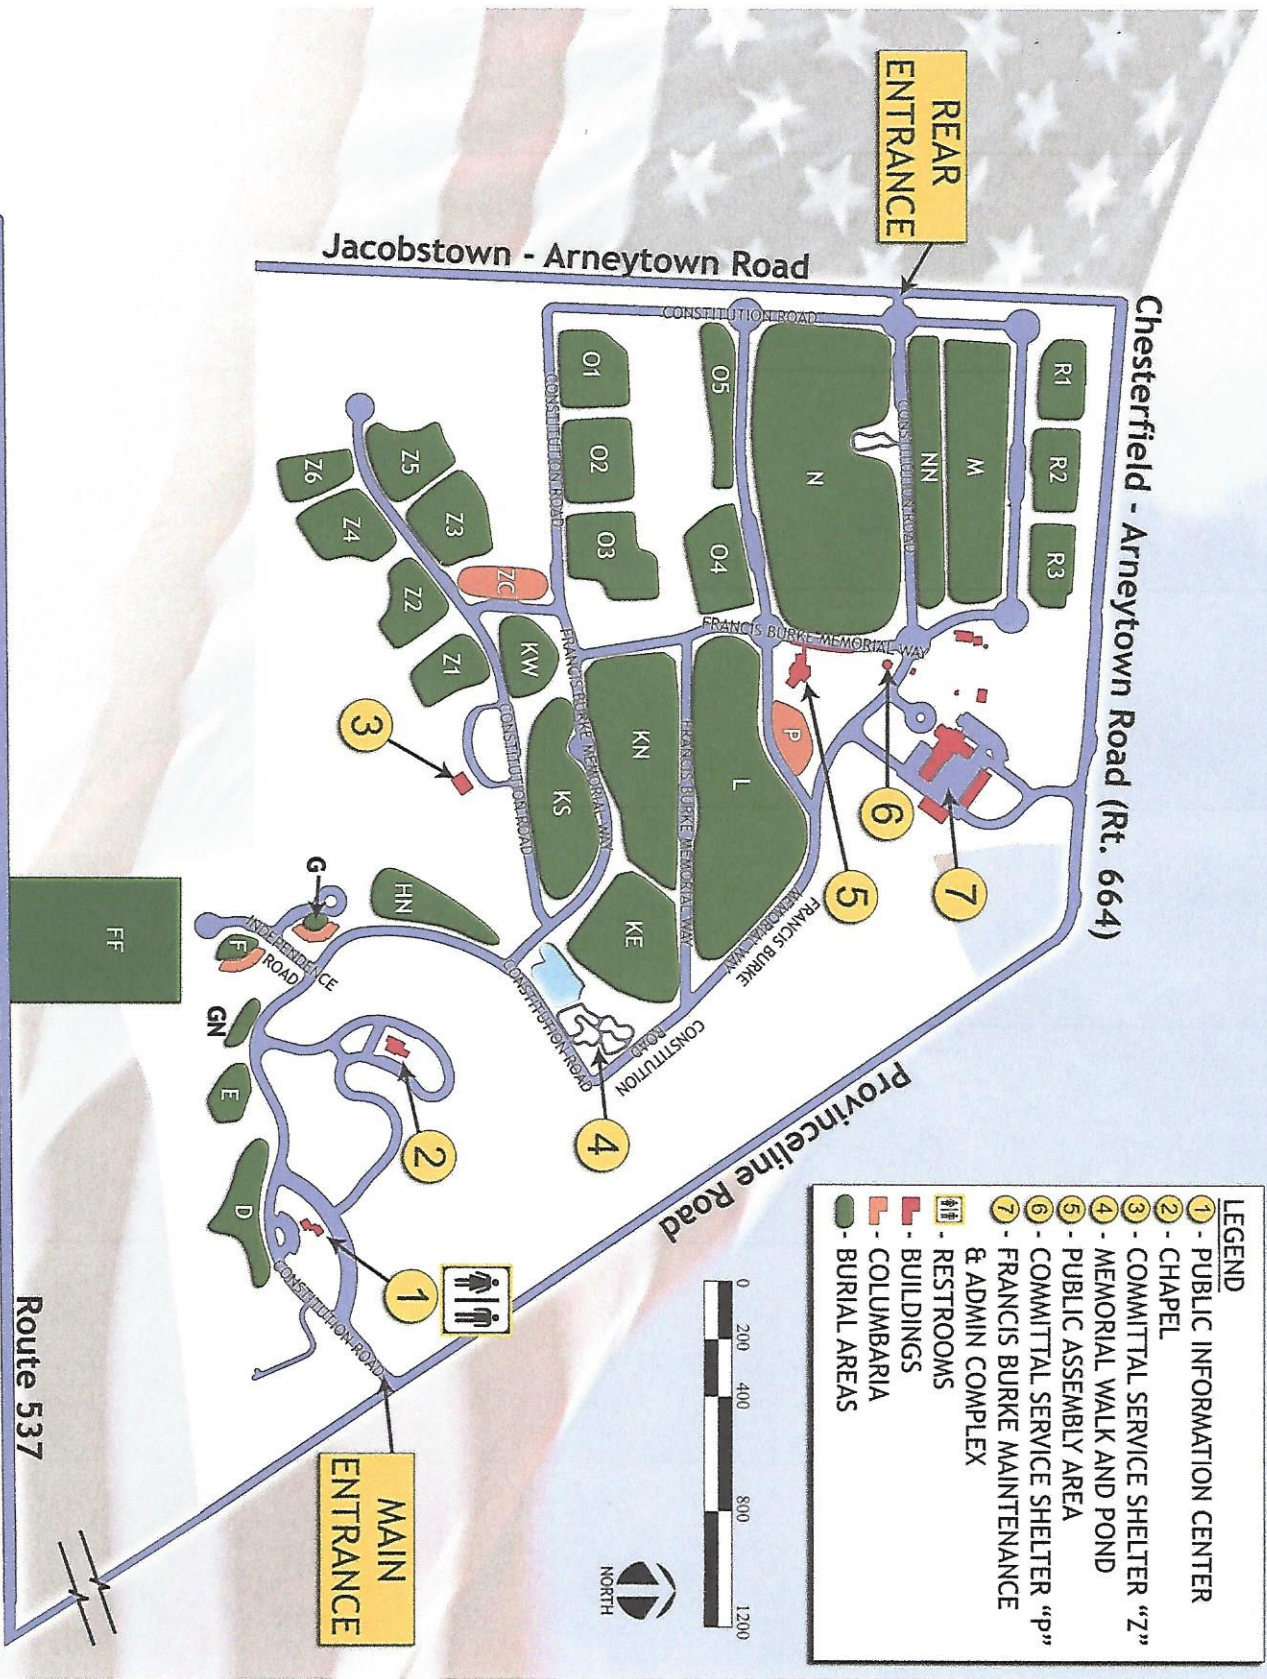 Chesterfield - Arneytown Road (Rt. 664)
Jacobstown - Arneytown Road
Provinceline Road
Route 537
REAR
ENTRANCE
MAIN
ENTRANCE
LEGEND
1 - PUBLIC INFORMATION CENTER
2 - CHAPEL
3 - COMMITTAL SERVICE SHELTER “Z”
4 - MEMORIAL WALK AND POND
5 - PUBLIC ASSEMBLY AREA
6 - COMMITTAL SERVICE SHELTER “P”
7 - FRANCIS BURKE MAINTENANCE
& ADMIN COMPLEX
- RESTROOMS
- BUILDINGS
- COLUMBARIA
- BURIAL AREAS
0 200 400 800 1200
NORTH
R1
R2
R3
M
NN
N
O5
O4
O1
O2
O3
CONSTITUTION ROAD
CONSTITUTION ROAD
CONSTITUTION ROAD
FRANCIS BURKE MEMORIAL WAY
FRANCIS BURKE MEMORIAL WAY
FRANCIS BURKE MEMORIAL WAY
FRANCIS BURKE
MEMORIAL WAY
CONSTITUTION
ROAD
CONSTITUTION ROAD
CONSTITUTION ROAD
CONSTITUTION ROAD
INDEPENDENCE
ROAD
P
L
KN
KS
KE
KW
ZC
Z5
Z3
Z6
Z4
Z2
Z1
HN
G
F
GN
E
D
FF
7
6
5
4
3
2
1